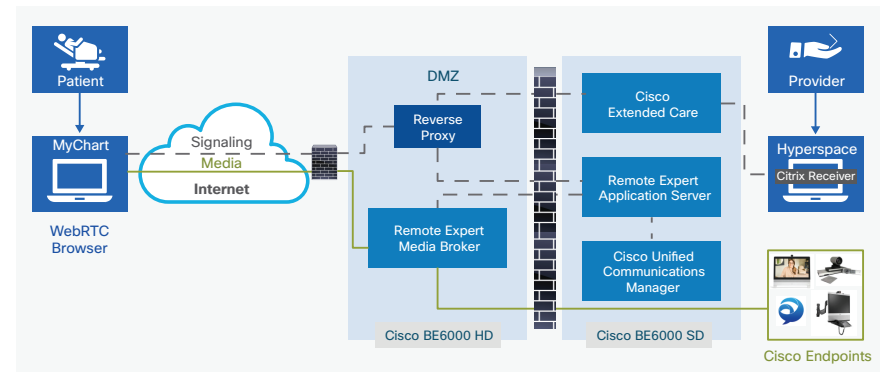 Patient
MyChart
WebRTC
Browser
Signaling
Media
Internet
DMZ
Reverse
Proxy
Remote Expert
Media Broker
Cisco BE6000 HD
Cisco
Extended Care
Remote Expert
Application Server
Cisco Unified
Communications
Manager
Cisco BE6000 SD
Provider
Hyperspace
Citrix Receiver
Cisco Endpoints